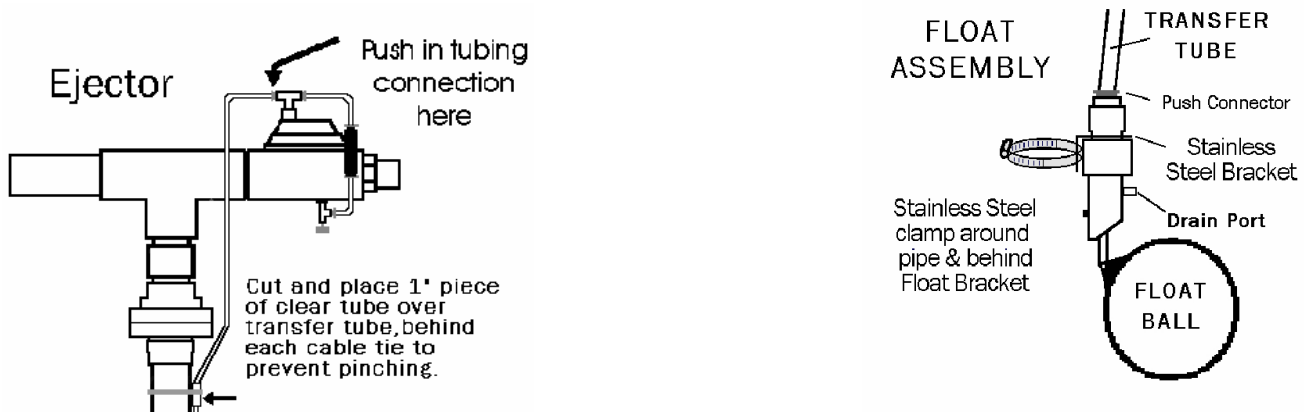 Ejector
Push in tubing
connection
here
Cut and place 1" piece
of clear tube over
transfer tube,behind
each cable tie to
prevent pinching.
FLOAT
ASSEMBLY
TRANSFER
TUBE
Push Connector
Stainless
Steel Bracket
Stainless Steel
clamp around
pipe & behind
Float Bracket
Drain Port
FLOAT
BALL